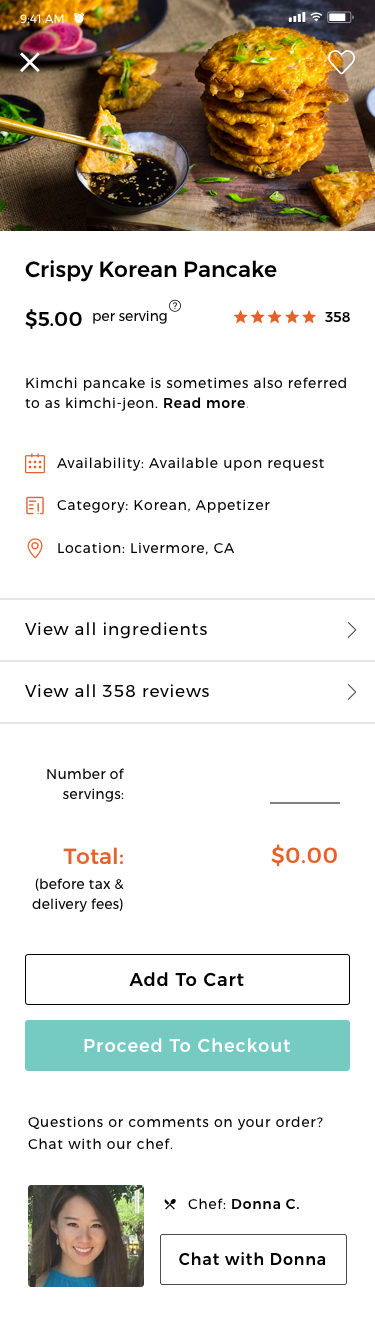 9:41 AM
Crispy Korean Pancake
$5.00 per serving ? 358
Kimchi pancake is sometimes also referred
to as kimchi-jeon. Read more.
Availability: Available upon request
Category: Korean, Appetizer
Location: Livermore, CA
View all ingredients
View all 358 reviews
Number of
servings:
Total: $0.00
(before tax &
delivery fees)
Add To Cart
Proceed To Checkout
Questions or comments on your order?
Chat with our chef.
Chef: Donna C.
Chat with Donna